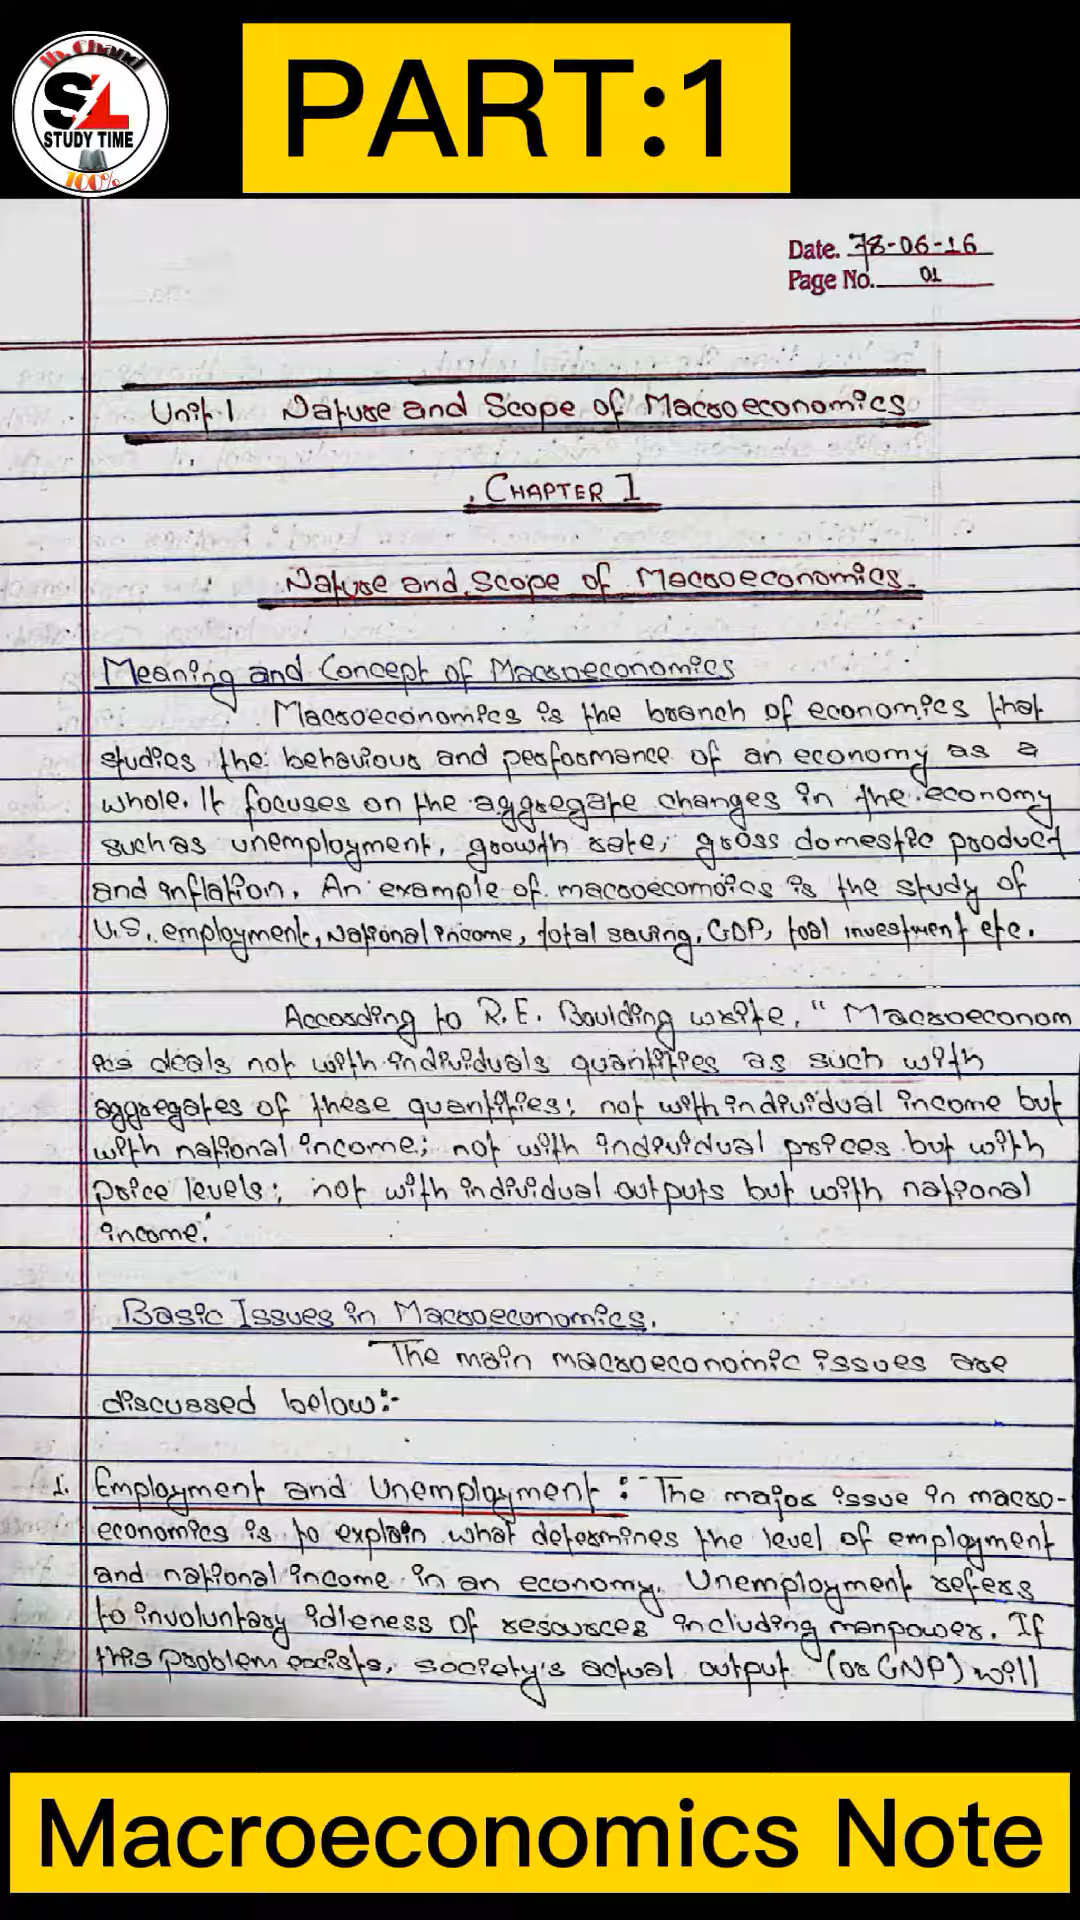 Mr. Chand
SL
STUDY TIME
100%
PART:1
Date. 78-06-16
Page No. 01
Unit 1 Nature and Scope of Macroeconomics
CHAPTER 1
Nature and Scope of Macroeconomics.
Meaning and Concept of Macroeconomics
Macroeconomics is the branch of economics that
studies the behaviour and performance of an economy as a
whole. It focuses on the aggregate changes in the economy
such as unemployment, growth rate, gross domestic product
and inflation. An example of macroecomoics is the study of
U.S. employment, National income, total saving, GDP, toal investment etc.
According to R.E. Boulding write, "Macroeconom
ics deals not with individuals quantities as such with
aggregates of these quantities; not with individual income but
with national income; not with individual prices but with
price levels; not with individual outputs but with national
income."
Basic Issues in Macroeconomics.
The main macroeconomic issues are
discussed below:-
1. Employment and Unemployment : The major issue in macro-
economics is to explain what determines the level of employment
and national income in an economy. Unemployment refers
to involuntary idleness of resources including manpower. If
this problem exists, society's actual output (or GNP) will
Macroeconomics Note